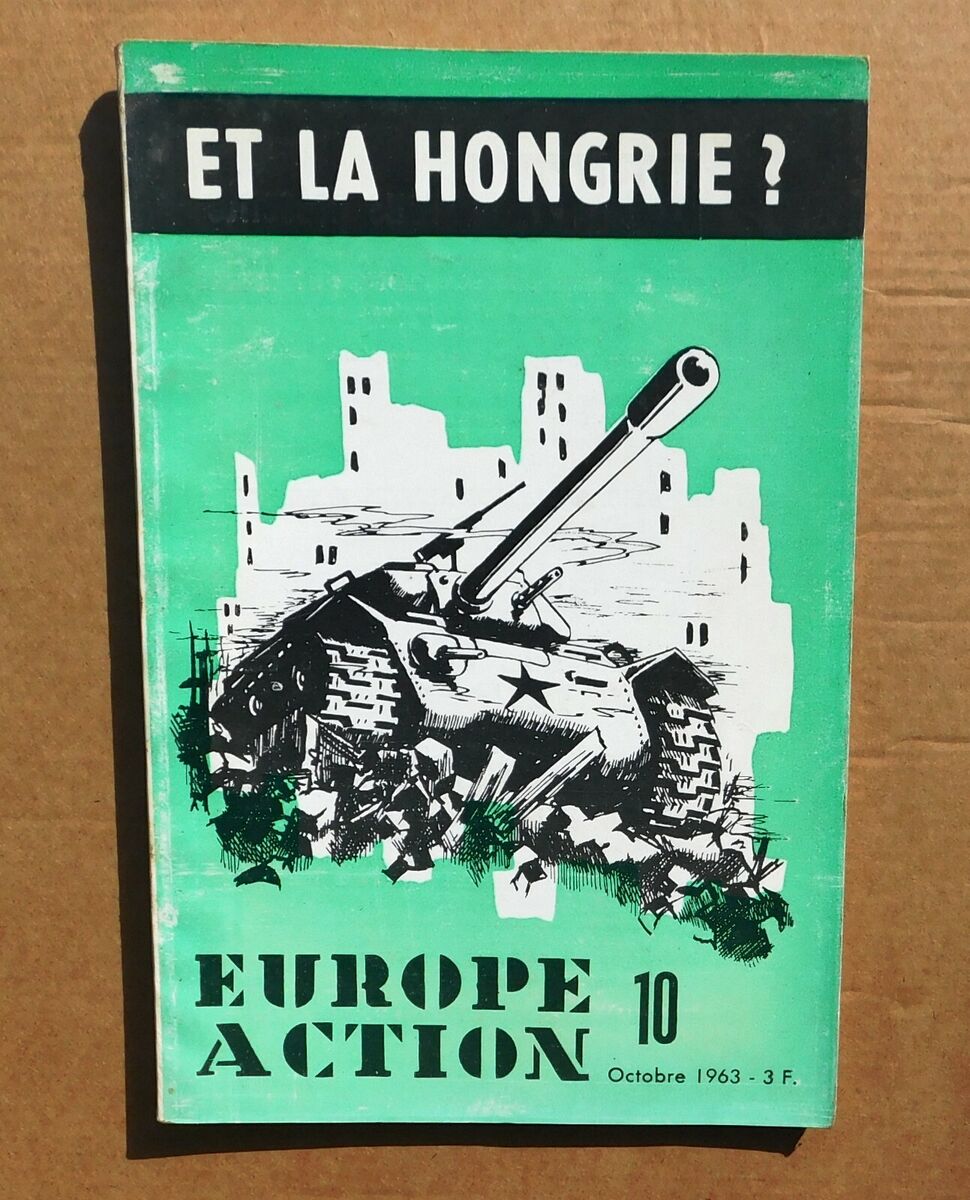 ET LA HONGRIE ?
EUROPE
ACTION
10
Octobre 1963 - 3 F.